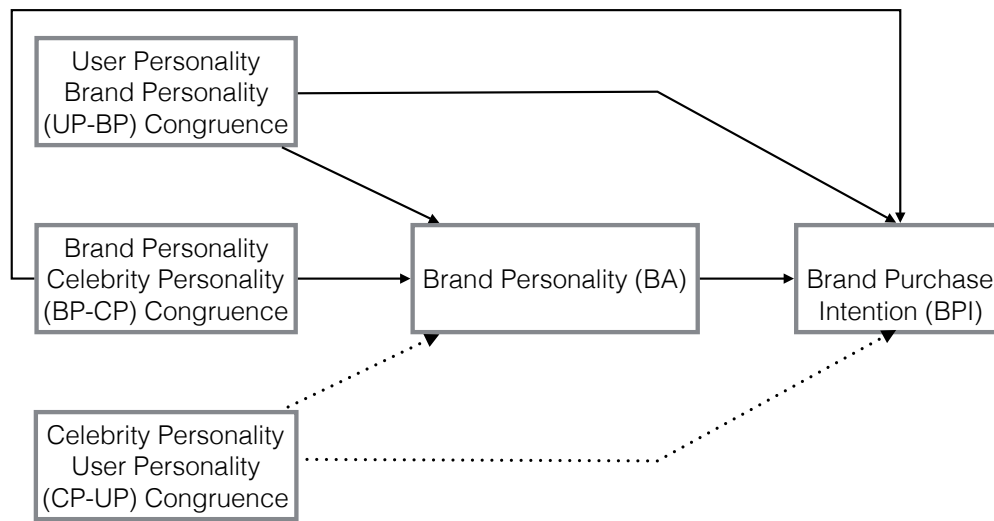 User Personality
Brand Personality
(UP-BP) Congruence
Brand Personality
Celebrity Personality
(BP-CP) Congruence
Brand Personality (BA)
Brand Purchase
Intention (BPI)
Celebrity Personality
User Personality
(CP-UP) Congruence